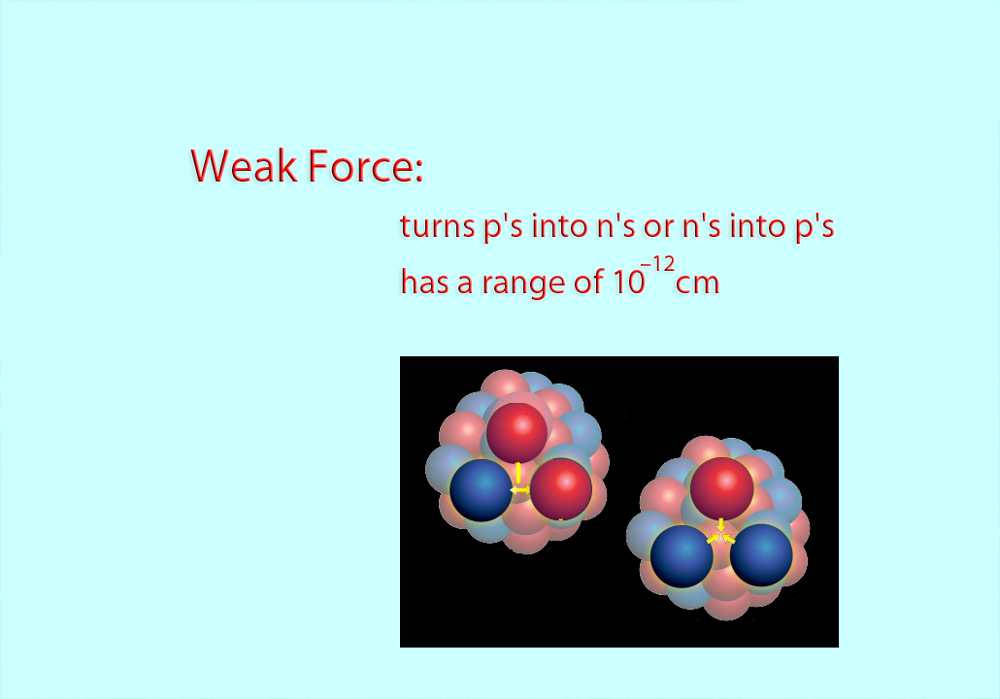 Weak Force:
turns p's into n's or n's into p's
has a range of 10⁻¹²cm